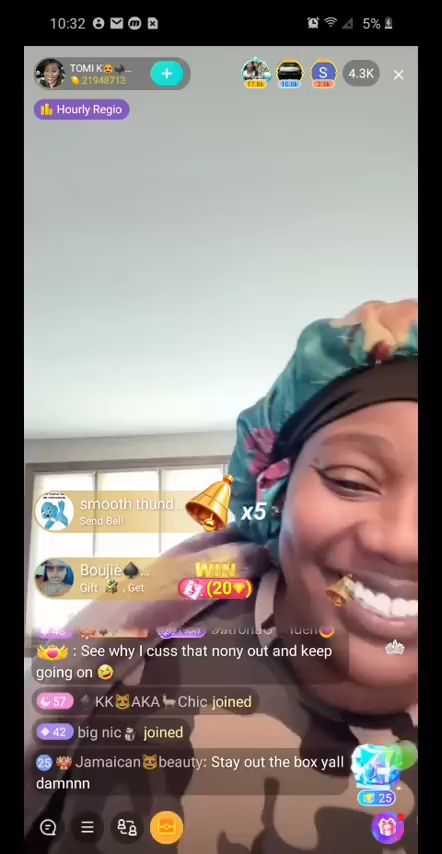 10:32
5%
TOMI K
21948713
4.3K
17.8k
10.0k
2.5k
S
Hourly Regio
smooth thund.
Send Bell
x5
Boujie
Gift , Get
WIN
(20)
: See why I cuss that nony out and keep
going on
57 KK AKA Chic joined
42 big nic joined
25 Jamaican beauty: Stay out the box yall
damnnn
25